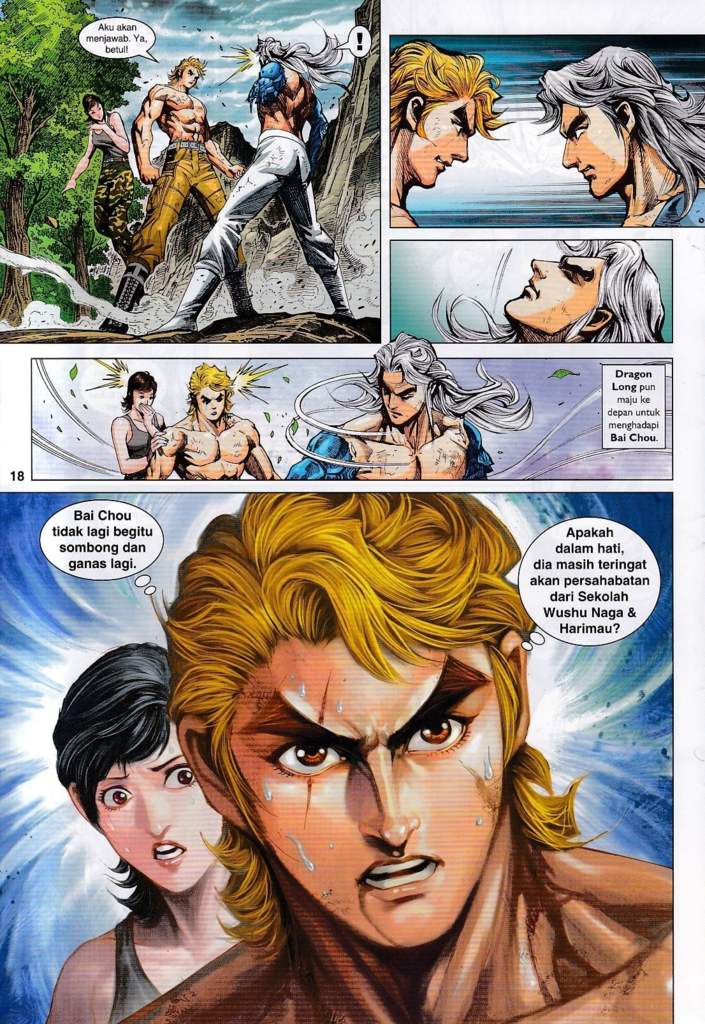 Aku akan
menjawab. Ya,
betul!
!
Dragon
Long pun
maju ke
depan untuk
menghadapi
Bai Chou.
18
Bai Chou
tidak lagi begitu
sombong dan
ganas lagi.
Apakah
dalam hati,
dia masih teringat
akan persahabatan
dari Sekolah
Wushu Naga &
Harimau?